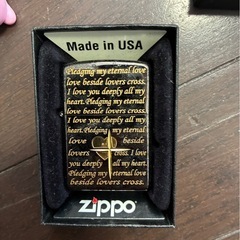 Made in USA
Pledging my eternal love
love beside lovers cross.
I love you deeply all my
heart. Pledging my eternal
love beside lovers cross.
I love you deeply all my
heart. Pledging my eternal
love beside
lovers cross. I love
you deeply all my heart.
Pledging my eternal love
beside lovers cross.
zippo